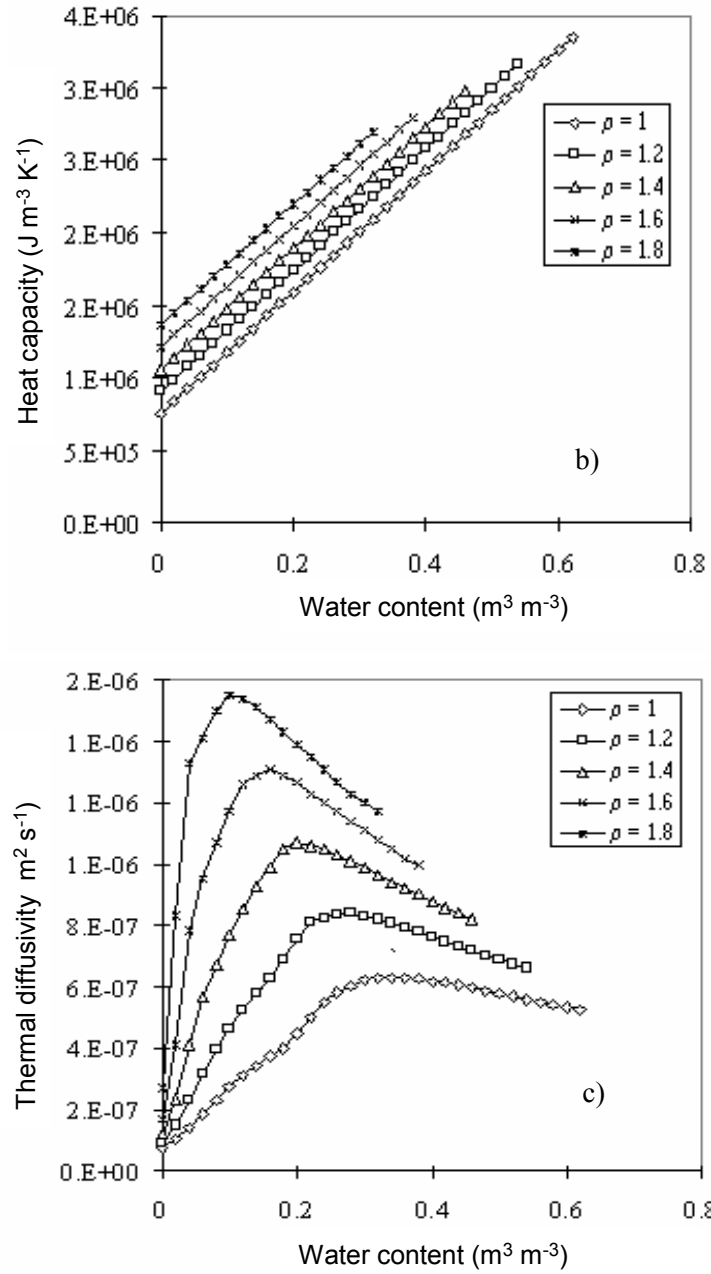 4.E+06
3.E+06
3.E+06
2.E+06
2.E+06
1.E+06
5.E+05
0.E+00
Heat capacity (J m-3 K-1)
ρ = 1
ρ = 1.2
ρ = 1.4
ρ = 1.6
ρ = 1.8
b)
0
0.2
0.4
0.6
0.8
Water content (m3 m-3)
2.E-06
1.E-06
1.E-06
1.E-06
8.E-07
6.E-07
4.E-07
2.E-07
0.E+00
Thermal diffusivity m2 s-1)
ρ = 1
ρ = 1.2
ρ = 1.4
ρ = 1.6
ρ = 1.8
c)
0
0.2
0.4
0.6
0.8
Water content (m3 m-3)